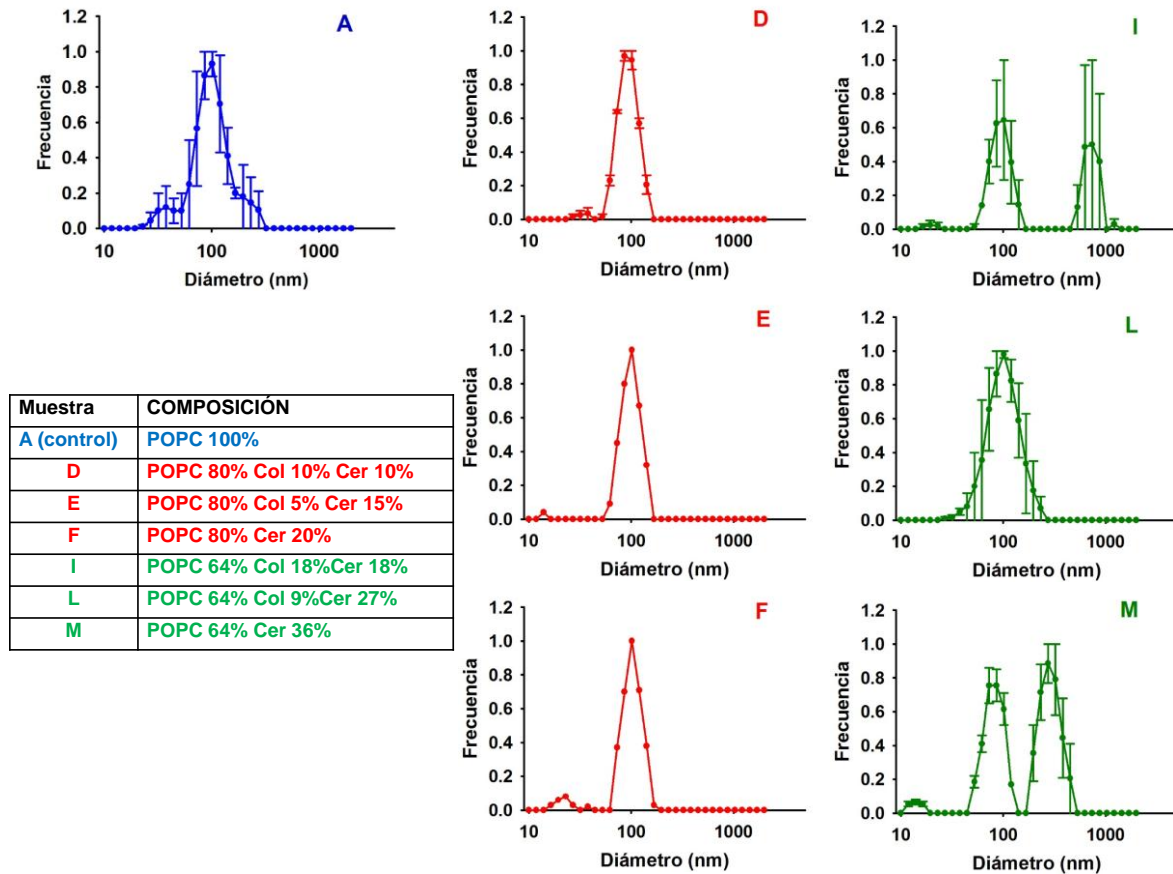 A
1.2
1.0
0.8
0.6
0.4
0.2
0.0
Frecuencia
10 100 1000
Diámetro (nm)
D
1.2
1.0
0.8
0.6
0.4
0.2
0.0
Frecuencia
10 100 1000
Diámetro (nm)
I
1.2
1.0
0.8
0.6
0.4
0.2
0.0
Frecuencia
10 100 1000
Diámetro (nm)
E
1.2
1.0
0.8
0.6
0.4
0.2
0.0
Frecuencia
10 100 1000
Diámetro (nm)
L
1.2
1.0
0.8
0.6
0.4
0.2
0.0
Frecuencia
10 100 1000
Diámetro (nm)
Muestra COMPOSICIÓN
A (control) POPC 100%
D POPC 80% Col 10% Cer 10%
E POPC 80% Col 5% Cer 15%
F POPC 80% Cer 20%
I POPC 64% Col 18%Cer 18%
L POPC 64% Col 9%Cer 27%
M POPC 64% Cer 36%
F
1.2
1.0
0.8
0.6
0.4
0.2
0.0
Frecuencia
10 100 1000
Diámetro (nm)
M
1.2
1.0
0.8
0.6
0.4
0.2
0.0
Frecuencia
10 100 1000
Diámetro (nm)